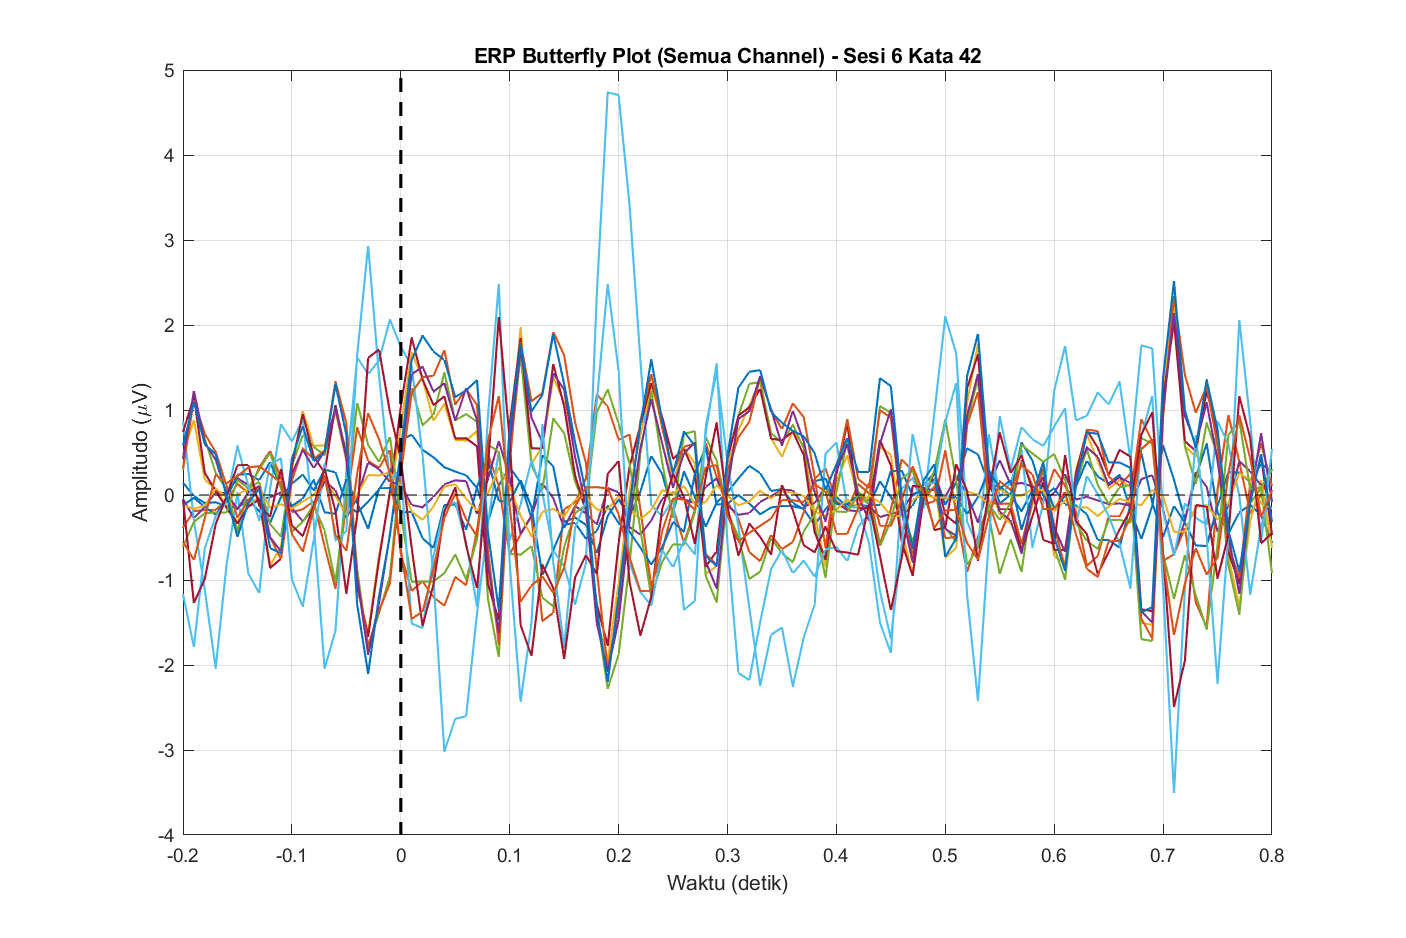 ERP Butterfly Plot (Semua Channel) - Sesi 6 Kata 42
5
4
3
2
1
0
-1
-2
-3
-4
Amplitudo (μV)
-0.2 -0.1 0 0.1 0.2 0.3 0.4 0.5 0.6 0.7 0.8
Waktu (detik)